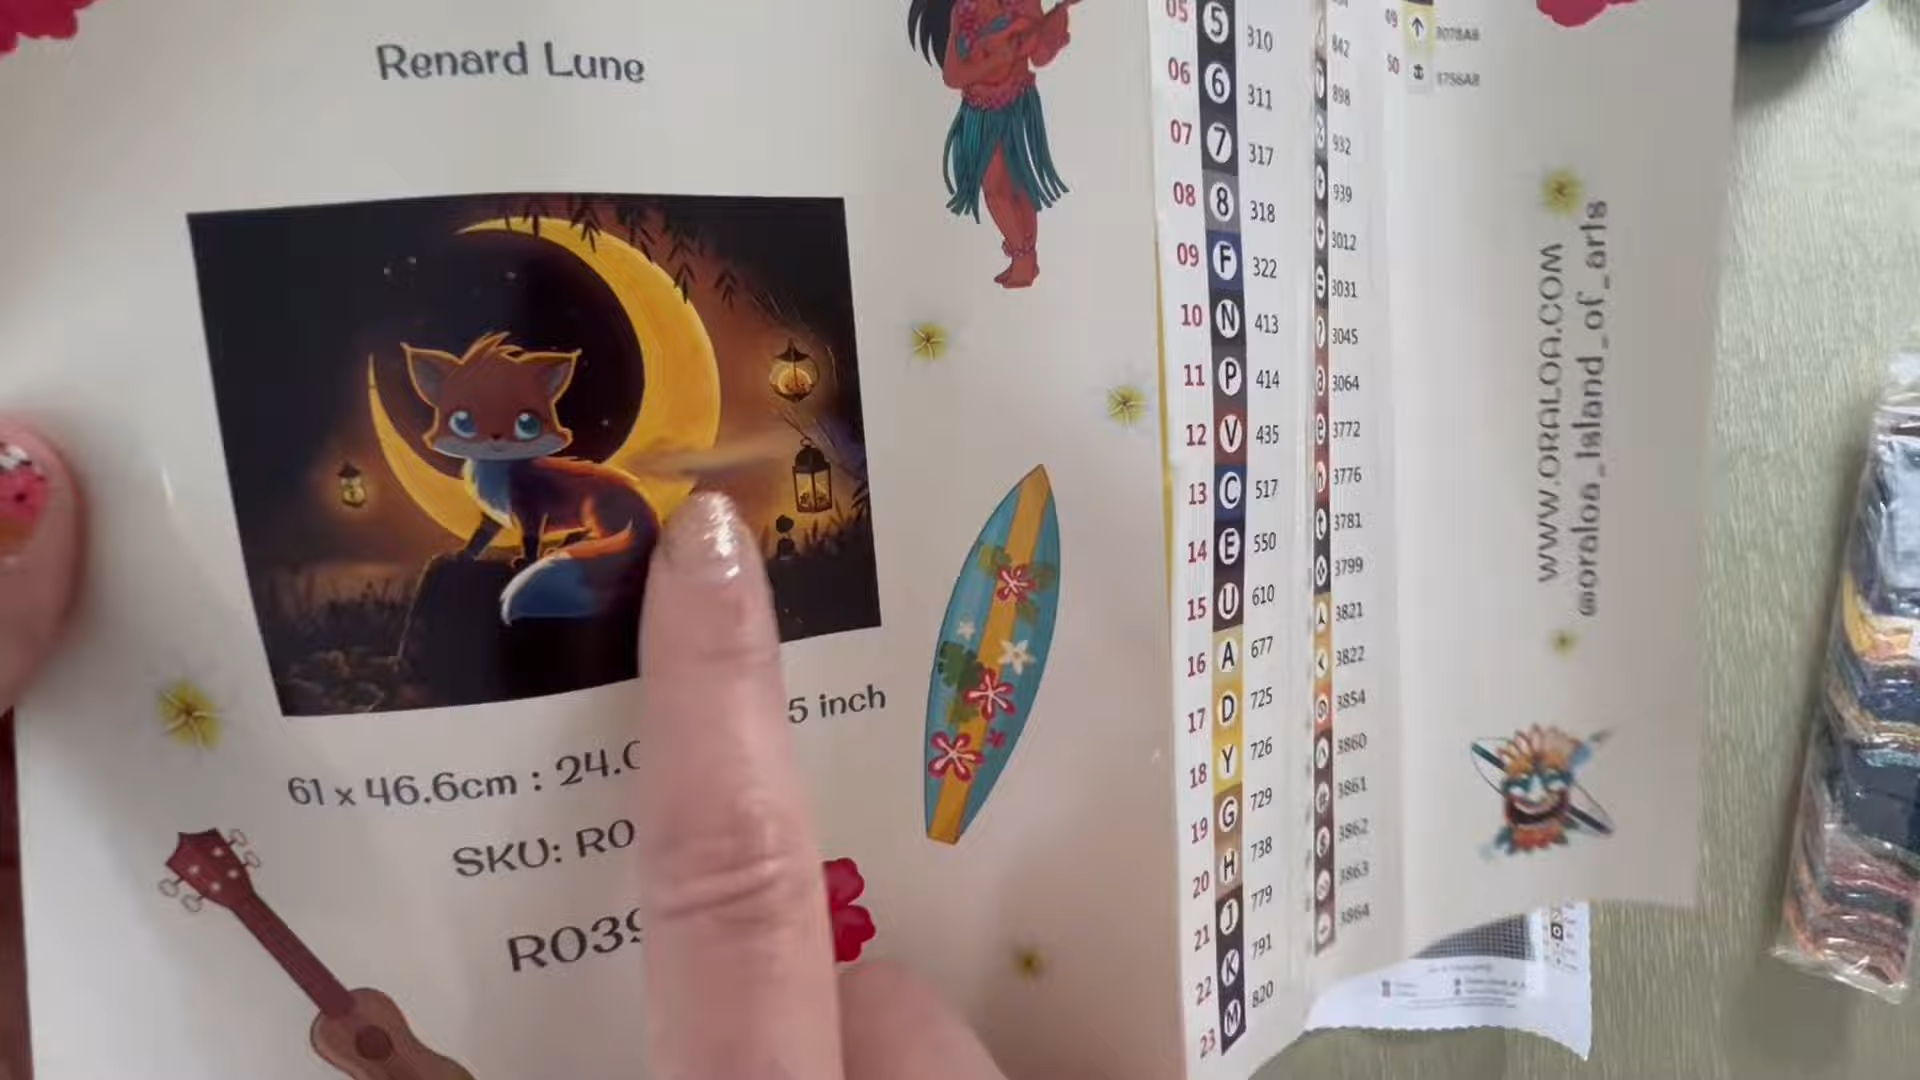 Renard Lune
5 inch
61 x 46.6cm : 24.
SKU: RO
RO39
05 5 310
06 6 311
07 7 317
08 8 318
09 F 322
10 N 413
11 P 414
12 V 435
13 C 517
14 E 550
15 U 610
16 A 677
17 D 725
18 Y 726
19 G 729
20 H 738
21 J 779
22 K 791
23 M 820
842
898
932
939
3012
3031
3045
3064
3772
3776
3781
3799
3821
3822
3854
3860
3861
3862
3863
3864
49 ↑ 3078AB
50 3756AB
WWW.ORALOA.COM
@oraloa_island_of_arts